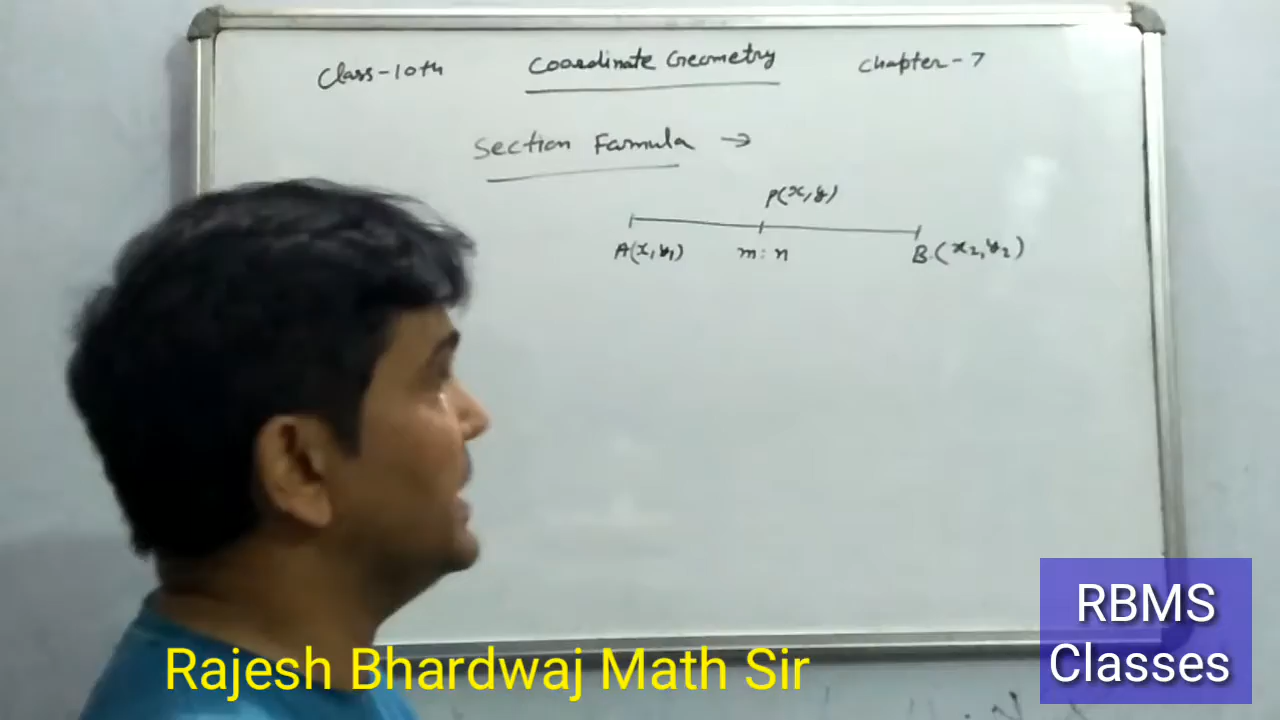 Class-10th Coordinate Geometry Chapter-7
Section Formula →
P(x,y)
A(x1,y1) m:n B(x2,y2)
RBMS
Classes
Rajesh Bhardwaj Math Sir